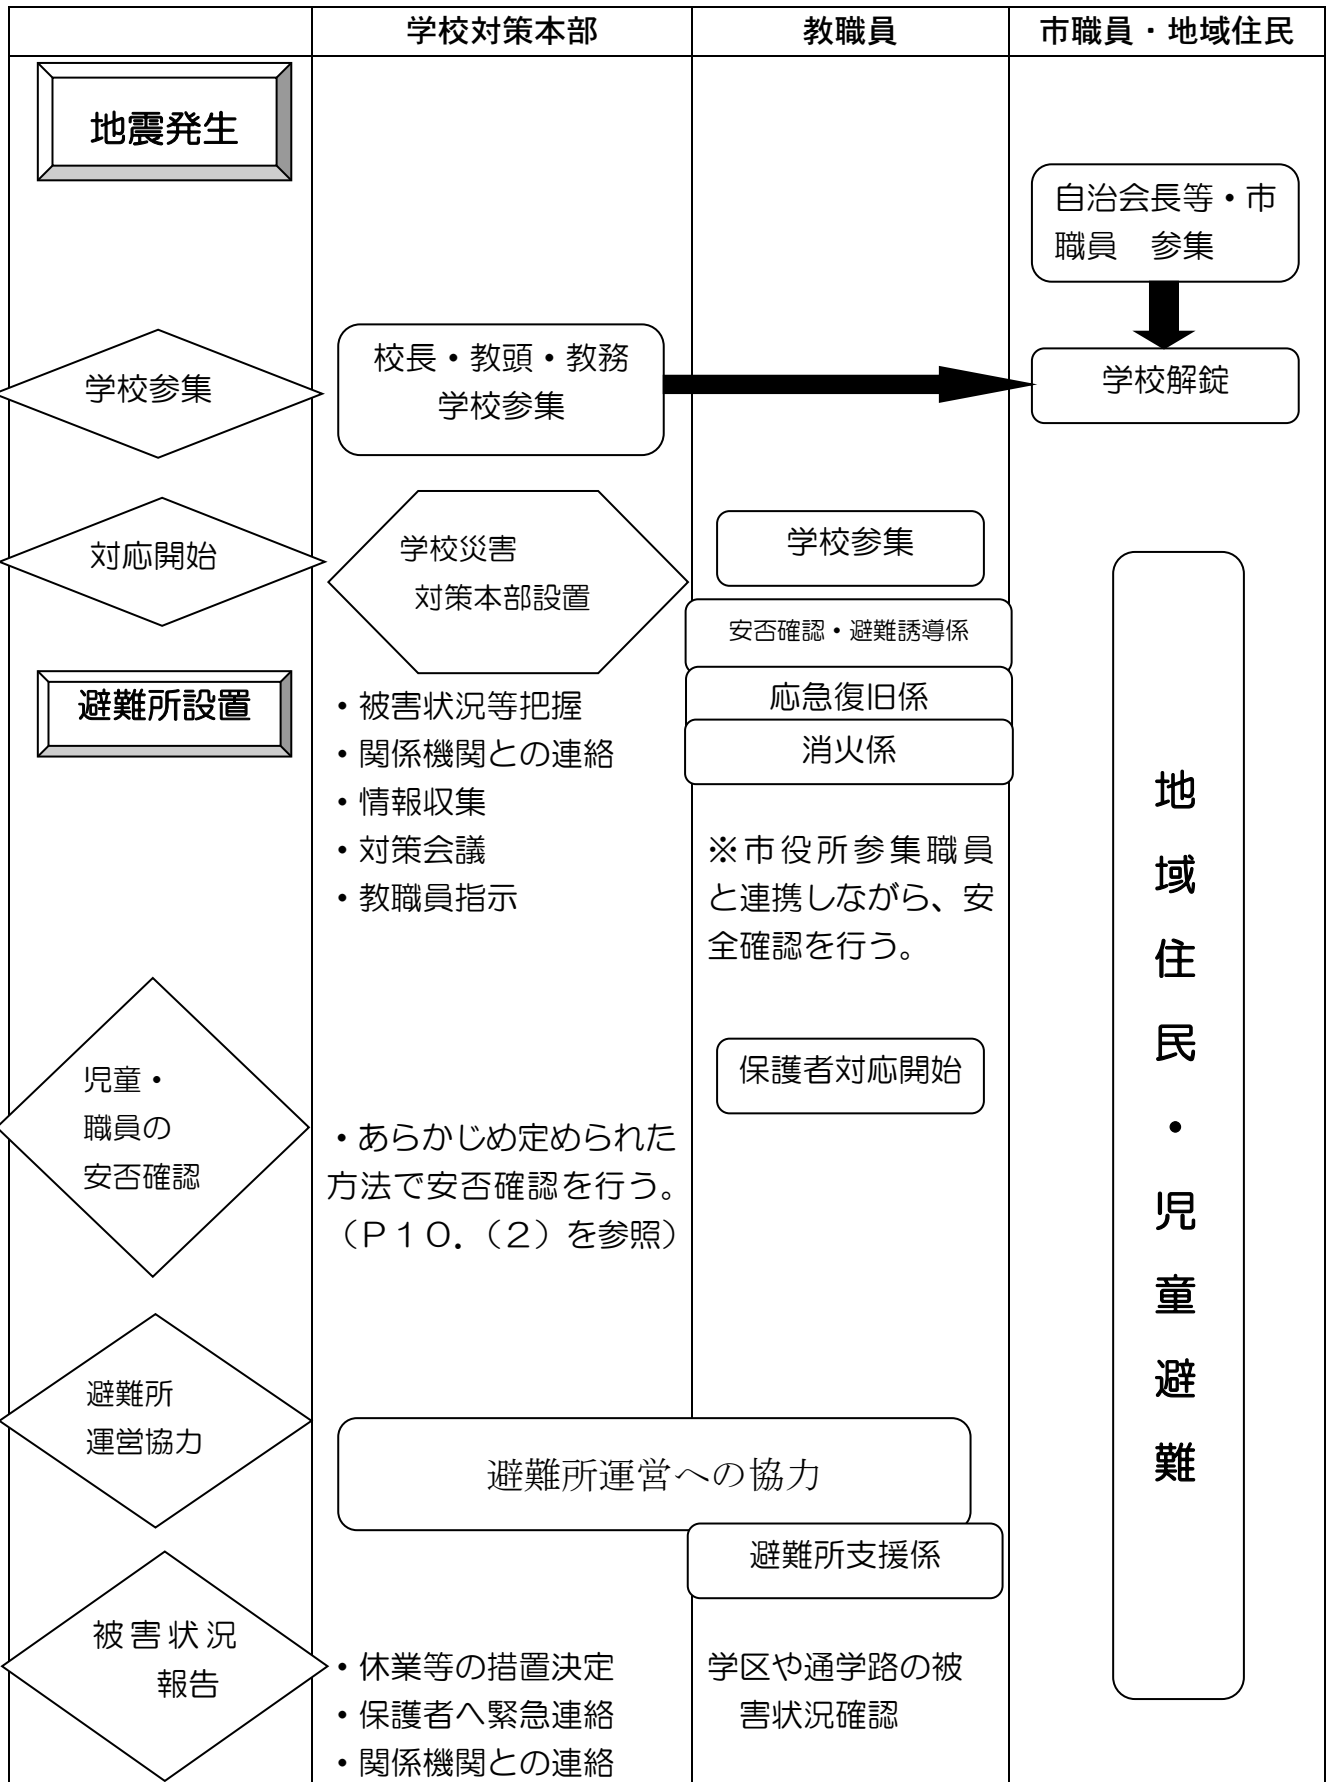 学校対策本部
教職員
市職員・地域住民
地震発生
自治会長等・市
職員　参集
学校参集
校長・教頭・教務
学校参集
学校解錠
対応開始
学校災害
対策本部設置
学校参集
安否確認・避難誘導係
応急復旧係
消火係
避難所設置
・被害状況等把握
・関係機関との連絡
・情報収集
・対策会議
・教職員指示
※市役所参集職員
と連携しながら、安
全確認を行う。
地域住民・児童避難
児童・
職員の
安否確認
・あらかじめ定められた
方法で安否確認を行う。
（Ｐ１０．（２）を参照）
保護者対応開始
避難所
運営協力
避難所運営への協力
避難所支援係
被害状況
報告
・休業等の措置決定
・保護者へ緊急連絡
・関係機関との連絡
学区や通学路の被
害状況確認